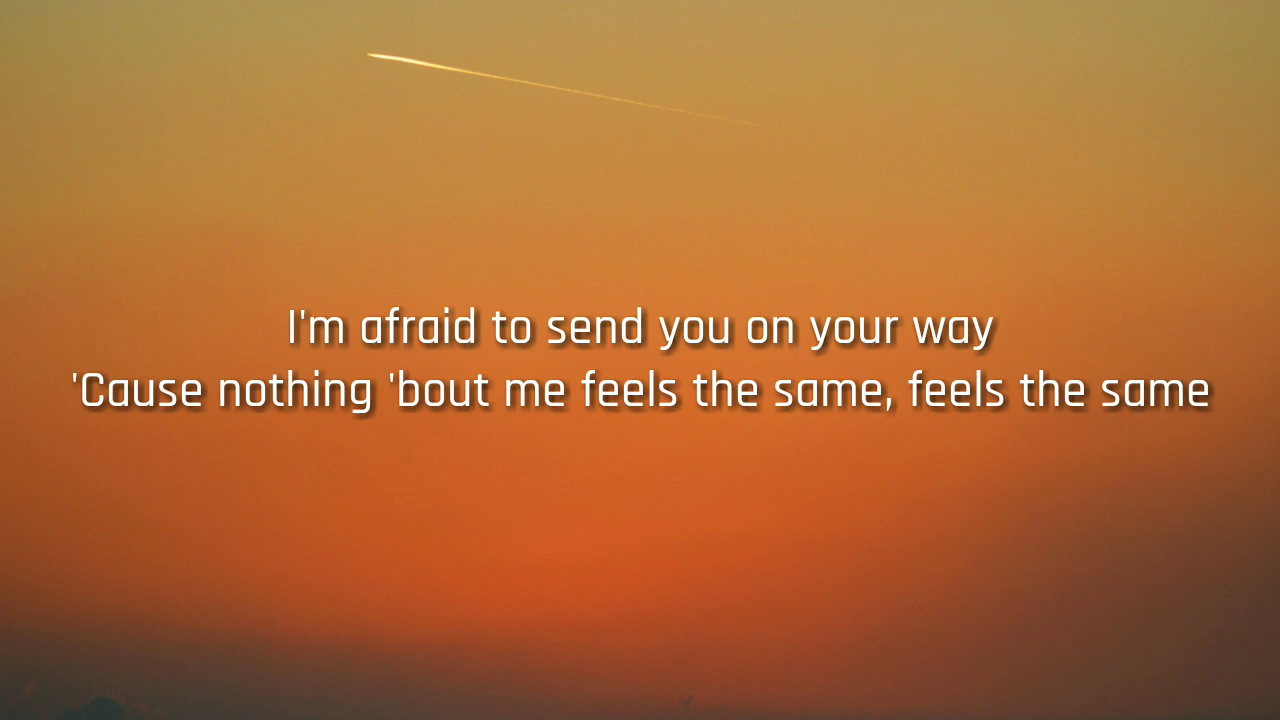 I'm afraid to send you on your way
'Cause nothing 'bout me feels the same, feels the same